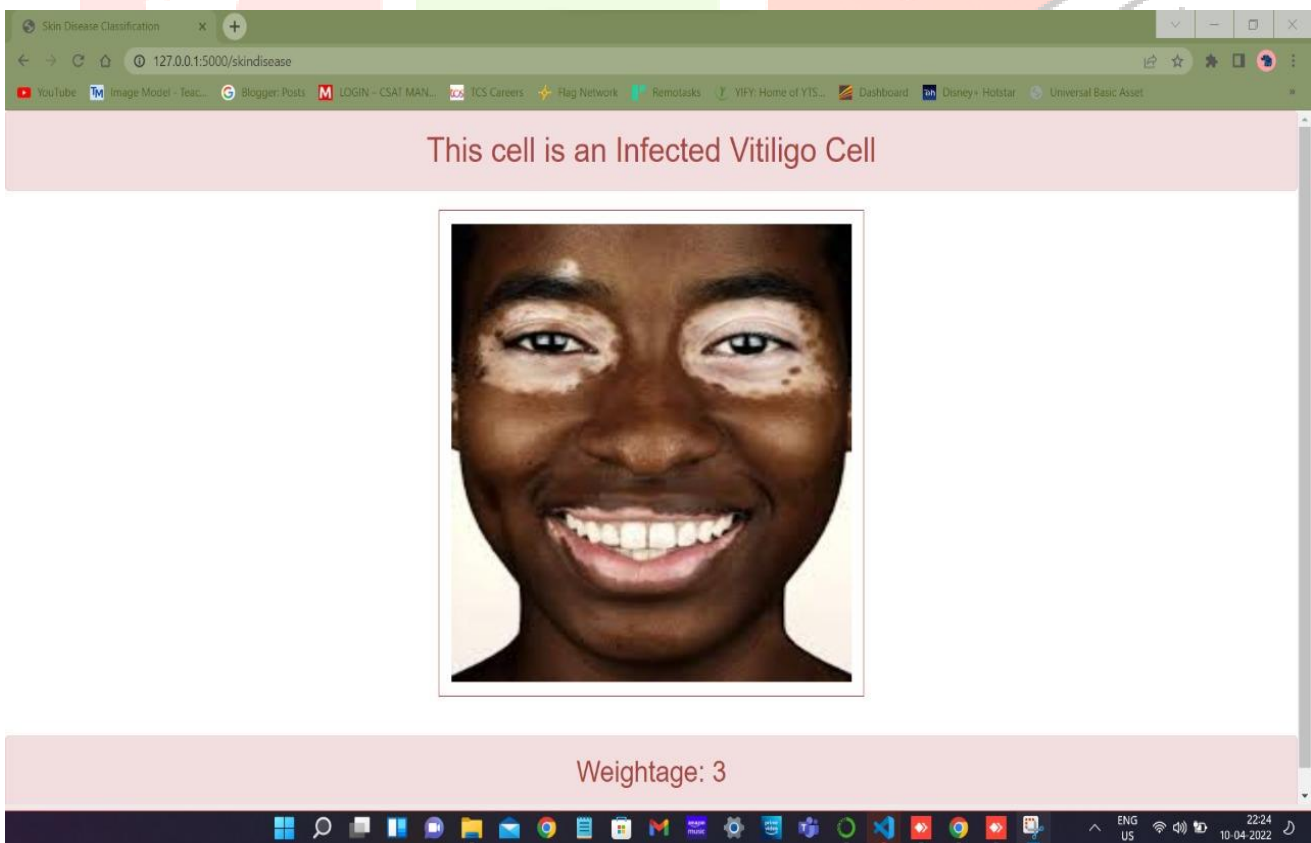 Skin Disease Classification
127.0.0.1:5000/skindisease
YouTube Image Model - Teac... Blogger: Posts LOGIN - CSAT MAN... TCS Careers Flag Network Remotasks YIFY: Home of YTS... Dashboard Disney+ Hotstar Universal Basic Asset
This cell is an Infected Vitiligo Cell
Weightage: 3
ENG
US
22:24
10-04-2022